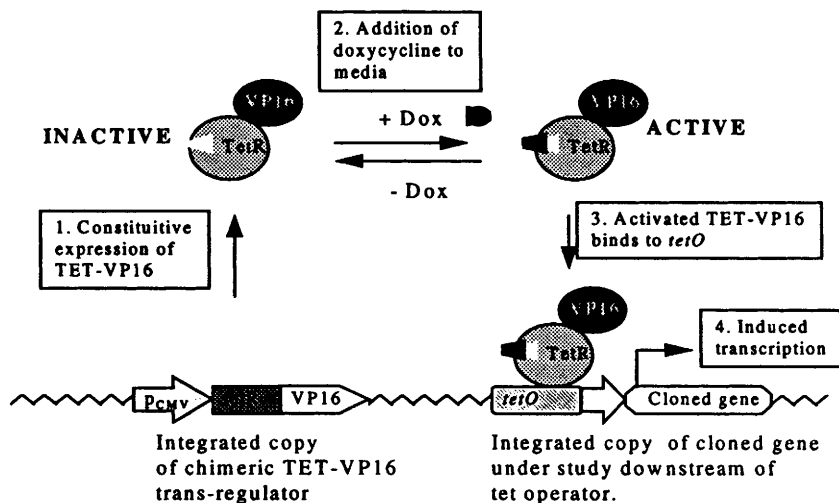 2. Addition of
doxycycline to
media
VP16
VP16
INACTIVE
TetR
+ Dox
- Dox
TetR
ACTIVE
1. Constituitive
expression of
TET-VP16
3. Activated TET-VP16
binds to tetO
VP16
TetR
4. Induced
transcription
PCMV
VP16
tetO
Cloned gene
Integrated copy
of chimeric TET-VP16
trans-regulator
Integrated copy of cloned gene
under study downstream of
tet operator.